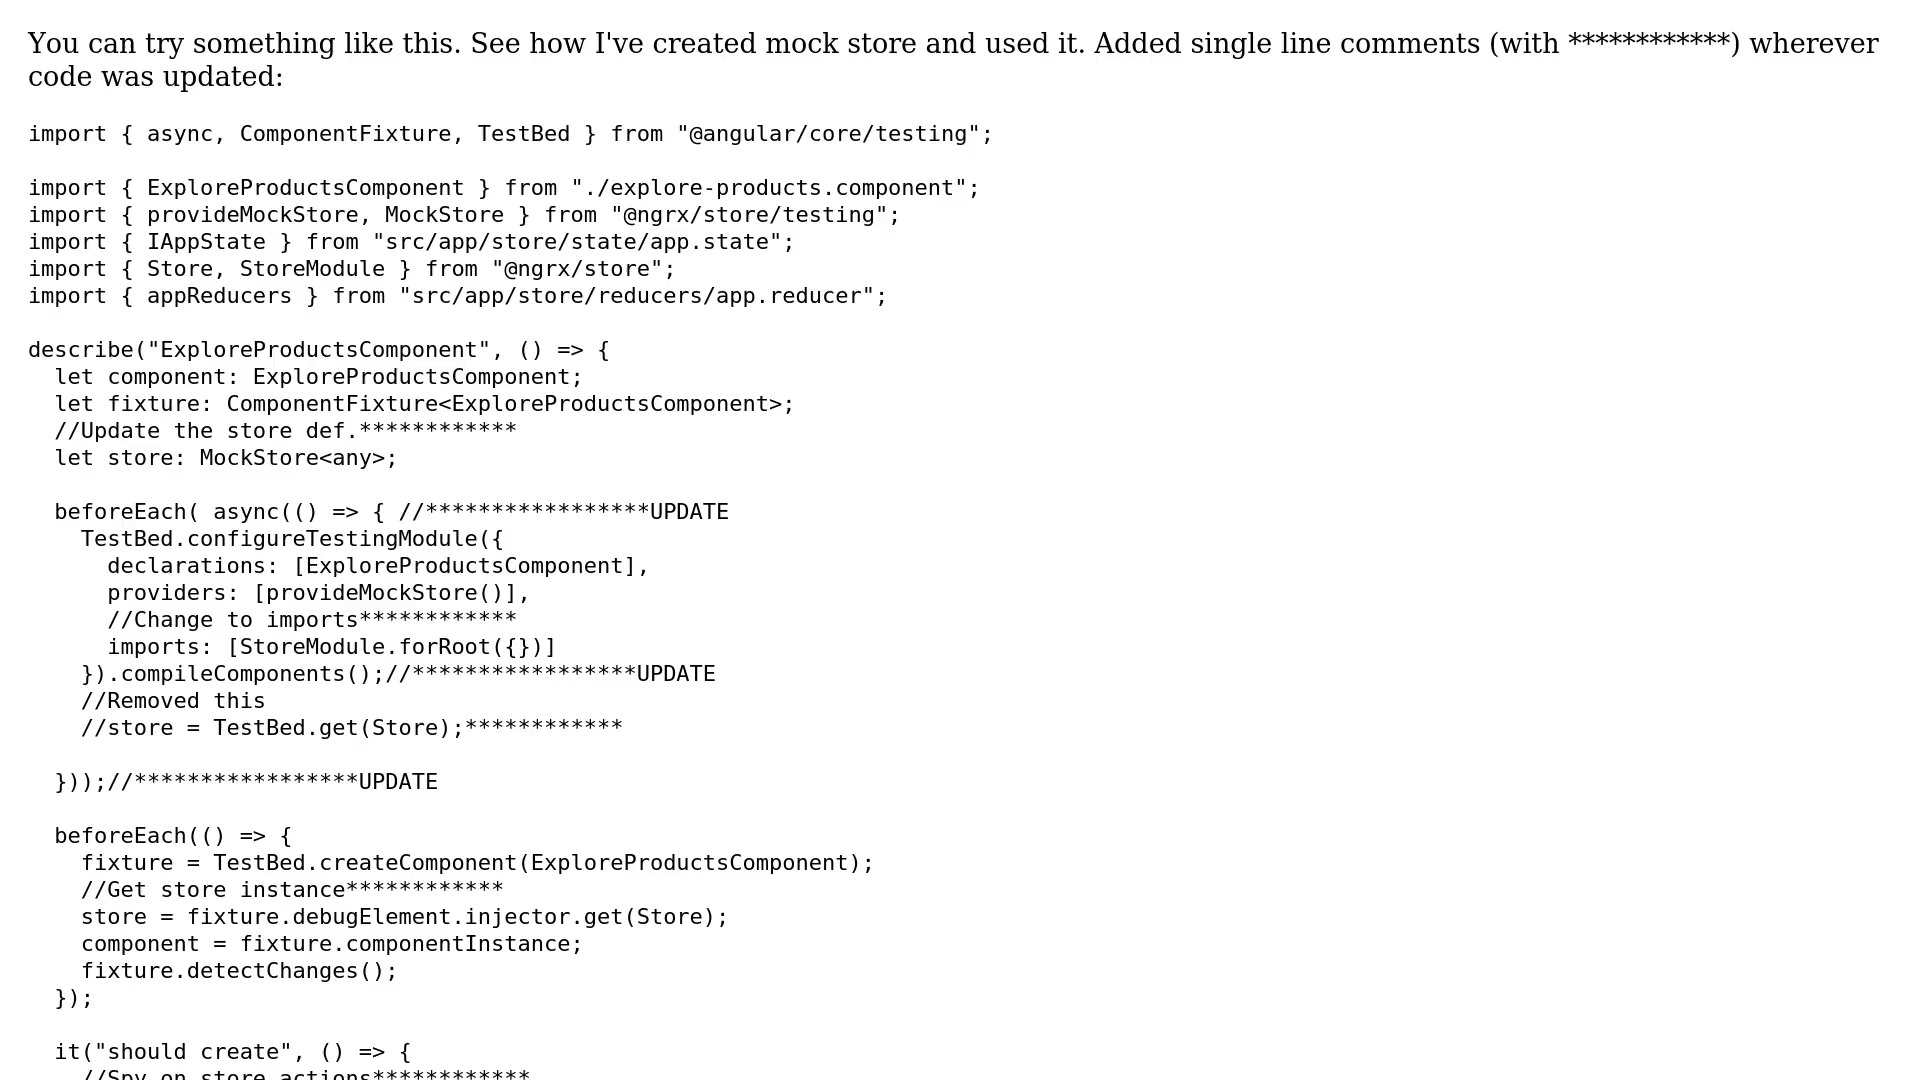 You can try something like this. See how I've created mock store and used it. Added single line comments (with ************) wherever
code was updated:
import { async, ComponentFixture, TestBed } from "@angular/core/testing";
import { ExploreProductsComponent } from "./explore-products.component";
import { provideMockStore, MockStore } from "@ngrx/store/testing";
import { IAppState } from "src/app/store/state/app.state";
import { Store, StoreModule } from "@ngrx/store";
import { appReducers } from "src/app/store/reducers/app.reducer";
describe("ExploreProductsComponent", () => {
  let component: ExploreProductsComponent;
  let fixture: ComponentFixture<ExploreProductsComponent>;
  //Update the store def.************
  let store: MockStore<any>;
  beforeEach( async(() => { //*****************UPDATE
    TestBed.configureTestingModule({
      declarations: [ExploreProductsComponent],
      providers: [provideMockStore()],
      //Change to imports************
      imports: [StoreModule.forRoot({})]
    }).compileComponents();//*****************UPDATE
    //Removed this
    //store = TestBed.get(Store);************
  }));//*****************UPDATE
  beforeEach(() => {
    fixture = TestBed.createComponent(ExploreProductsComponent);
    //Get store instance************
    store = fixture.debugElement.injector.get(Store);
    component = fixture.componentInstance;
    fixture.detectChanges();
  });
  it("should create", () => {
    //Spy on store actions************